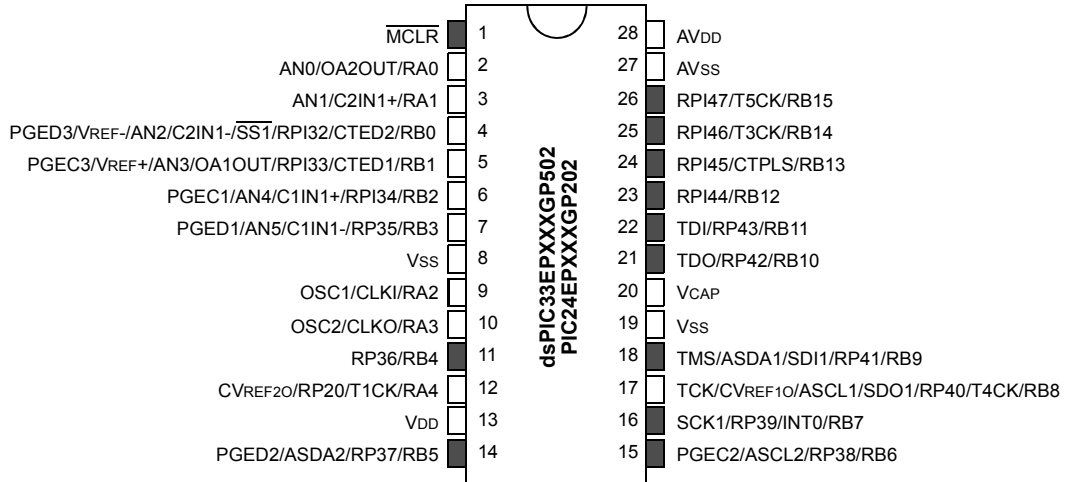 MCLR 1 28 AVDD
AN0/OA2OUT/RA0 2 27 AVSS
AN1/C2IN1+/RA1 3 26 RPI47/T5CK/RB15
PGED3/VREF-/AN2/C2IN1-/SS1/RPI32/CTED2/RB0 4 25 RPI46/T3CK/RB14
PGEC3/VREF+/AN3/OA1OUT/RPI33/CTED1/RB1 5 24 RPI45/CTPLS/RB13
PGEC1/AN4/C1IN1+/RPI34/RB2 6 23 RPI44/RB12
PGED1/AN5/C1IN1-/RP35/RB3 7 22 TDI/RP43/RB11
VSS 8 21 TDO/RP42/RB10
OSC1/CLKI/RA2 9 20 VCAP
OSC2/CLKO/RA3 10 19 VSS
RP36/RB4 11 18 TMS/ASDA1/SDI1/RP41/RB9
CVREF2O/RP20/T1CK/RA4 12 17 TCK/CVREF1O/ASCL1/SDO1/RP40/T4CK/RB8
VDD 13 16 SCK1/RP39/INT0/RB7
PGED2/ASDA2/RP37/RB5 14 15 PGEC2/ASCL2/RP38/RB6
dsPIC33EPXXXGP502
PIC24EPXXXGP202